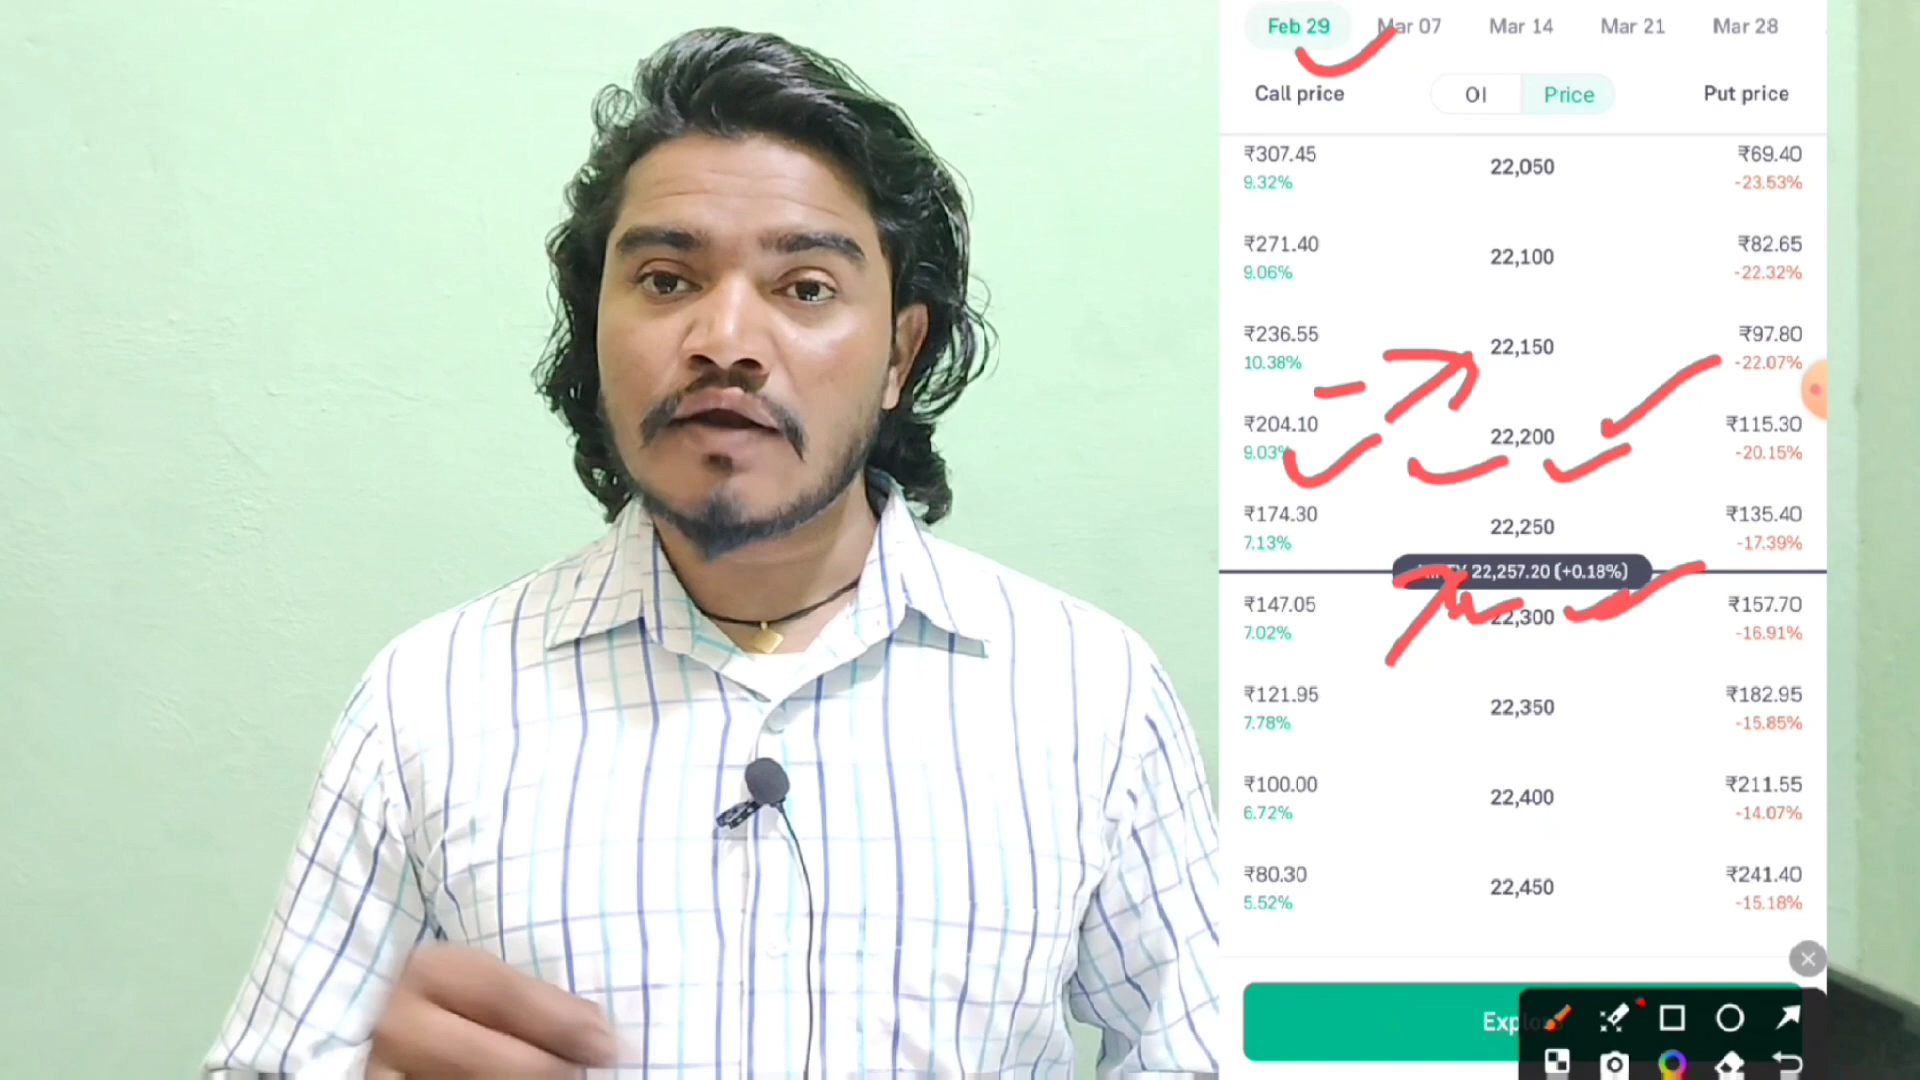 Feb 29 Mar 07 Mar 14 Mar 21 Mar 28
Call price OI Price Put price
₹307.45 22,050 ₹69.40
9.32% -23.53%
₹271.40 22,100 ₹82.65
9.06% -22.32%
₹236.55 22,150 ₹97.80
10.38% -22.07%
₹204.10 22,200 ₹115.30
9.03% -20.15%
₹174.30 22,250 ₹135.40
7.13% -17.39%
22,257.20 (+0.18%)
₹147.05 22,300 ₹157.70
7.02% -16.91%
₹121.95 22,350 ₹182.95
7.78% -15.85%
₹100.00 22,400 ₹211.55
6.72% -14.07%
₹80.30 22,450 ₹241.40
5.52% -15.18%